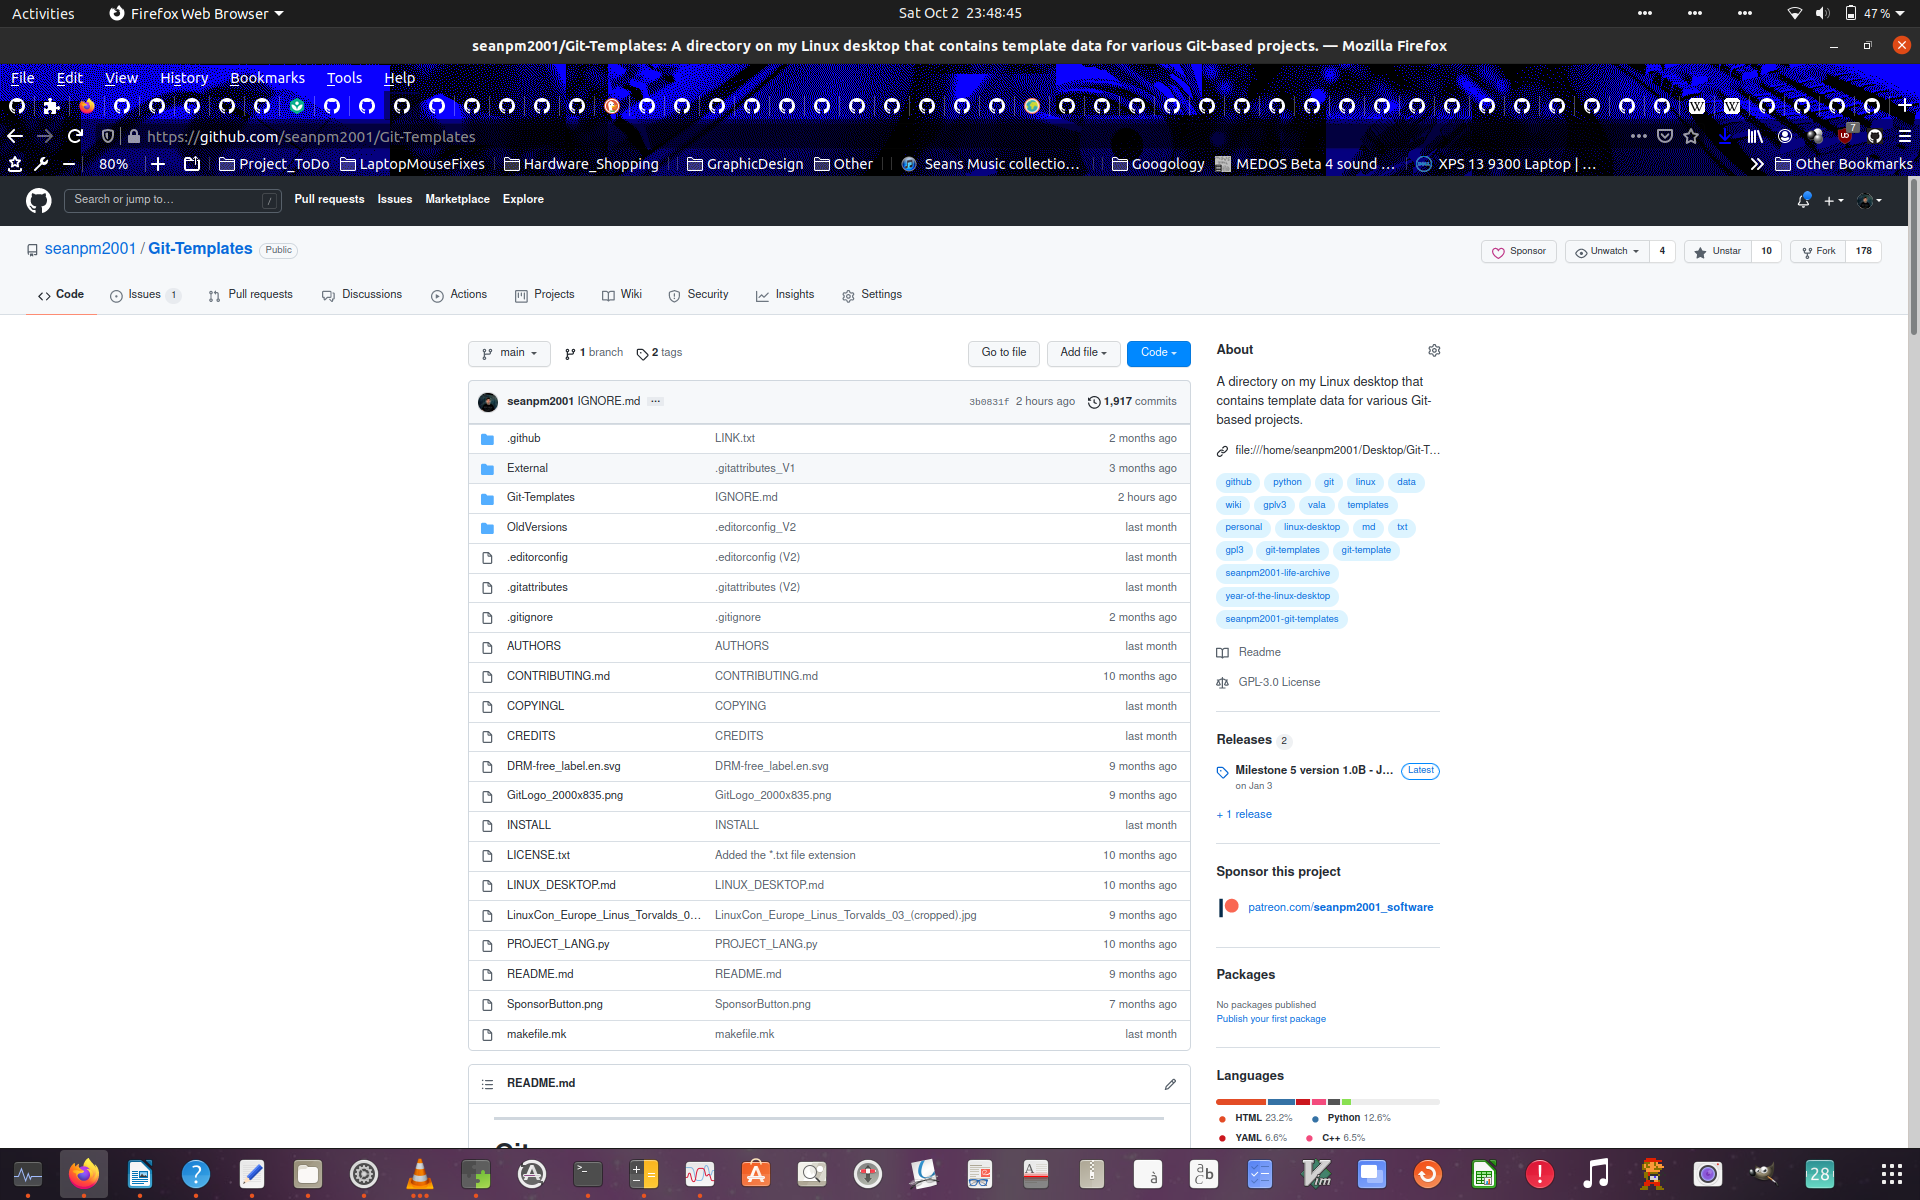 Activities Firefox Web Browser Sat Oct 2 23:48:45 47 %
seanpm2001/Git-Templates: A directory on my Linux desktop that contains template data for various Git-based projects. — Mozilla Firefox
File Edit View History Bookmarks Tools Help
https://github.com/seanpm2001/Git-Templates 7
80% Project_ToDo LaptopMouseFixes Hardware_Shopping GraphicDesign Other Seans Music collectio… Googology MEDOS Beta 4 sound … XPS 13 9300 Laptop | … Other Bookmarks
Search or jump to… / Pull requests Issues Marketplace Explore
seanpm2001 / Git-Templates Public Sponsor Unwatch 4 Unstar 10 Fork 178
Code Issues 1 Pull requests Discussions Actions Projects Wiki Security Insights Settings
main 1 branch 2 tags Go to file Add file Code
seanpm2001 IGNORE.md ··· 3b0831f 2 hours ago 1,917 commits
.github LINK.txt 2 months ago
External .gitattributes_V1 3 months ago
Git-Templates IGNORE.md 2 hours ago
OldVersions .editorconfig_V2 last month
.editorconfig .editorconfig (V2) last month
.gitattributes .gitattributes (V2) last month
.gitignore .gitignore 2 months ago
AUTHORS AUTHORS last month
CONTRIBUTING.md CONTRIBUTING.md 10 months ago
COPYINGL COPYING last month
CREDITS CREDITS last month
DRM-free_label.en.svg DRM-free_label.en.svg 9 months ago
GitLogo_2000x835.png GitLogo_2000x835.png 9 months ago
INSTALL INSTALL last month
LICENSE.txt Added the *.txt file extension 10 months ago
LINUX_DESKTOP.md LINUX_DESKTOP.md 10 months ago
LinuxCon_Europe_Linus_Torvalds_0… LinuxCon_Europe_Linus_Torvalds_03_(cropped).jpg 9 months ago
PROJECT_LANG.py PROJECT_LANG.py 10 months ago
README.md README.md 9 months ago
SponsorButton.png SponsorButton.png 7 months ago
makefile.mk makefile.mk last month
README.md
About
A directory on my Linux desktop that
contains template data for various Git-
based projects.
file:///home/seanpm2001/Desktop/Git-T…
github python git linux data
wiki gplv3 vala templates
personal linux-desktop md txt
gpl3 git-templates git-template
seanpm2001-life-archive
year-of-the-linux-desktop
seanpm2001-git-templates
Readme
GPL-3.0 License
Releases 2
Milestone 5 version 1.0B - J… Latest
on Jan 3
+ 1 release
Sponsor this project
patreon.com/seanpm2001_software
Packages
No packages published
Publish your first package
Languages
HTML 23.2% Python 12.6%
YAML 6.6% C++ 6.5%
28